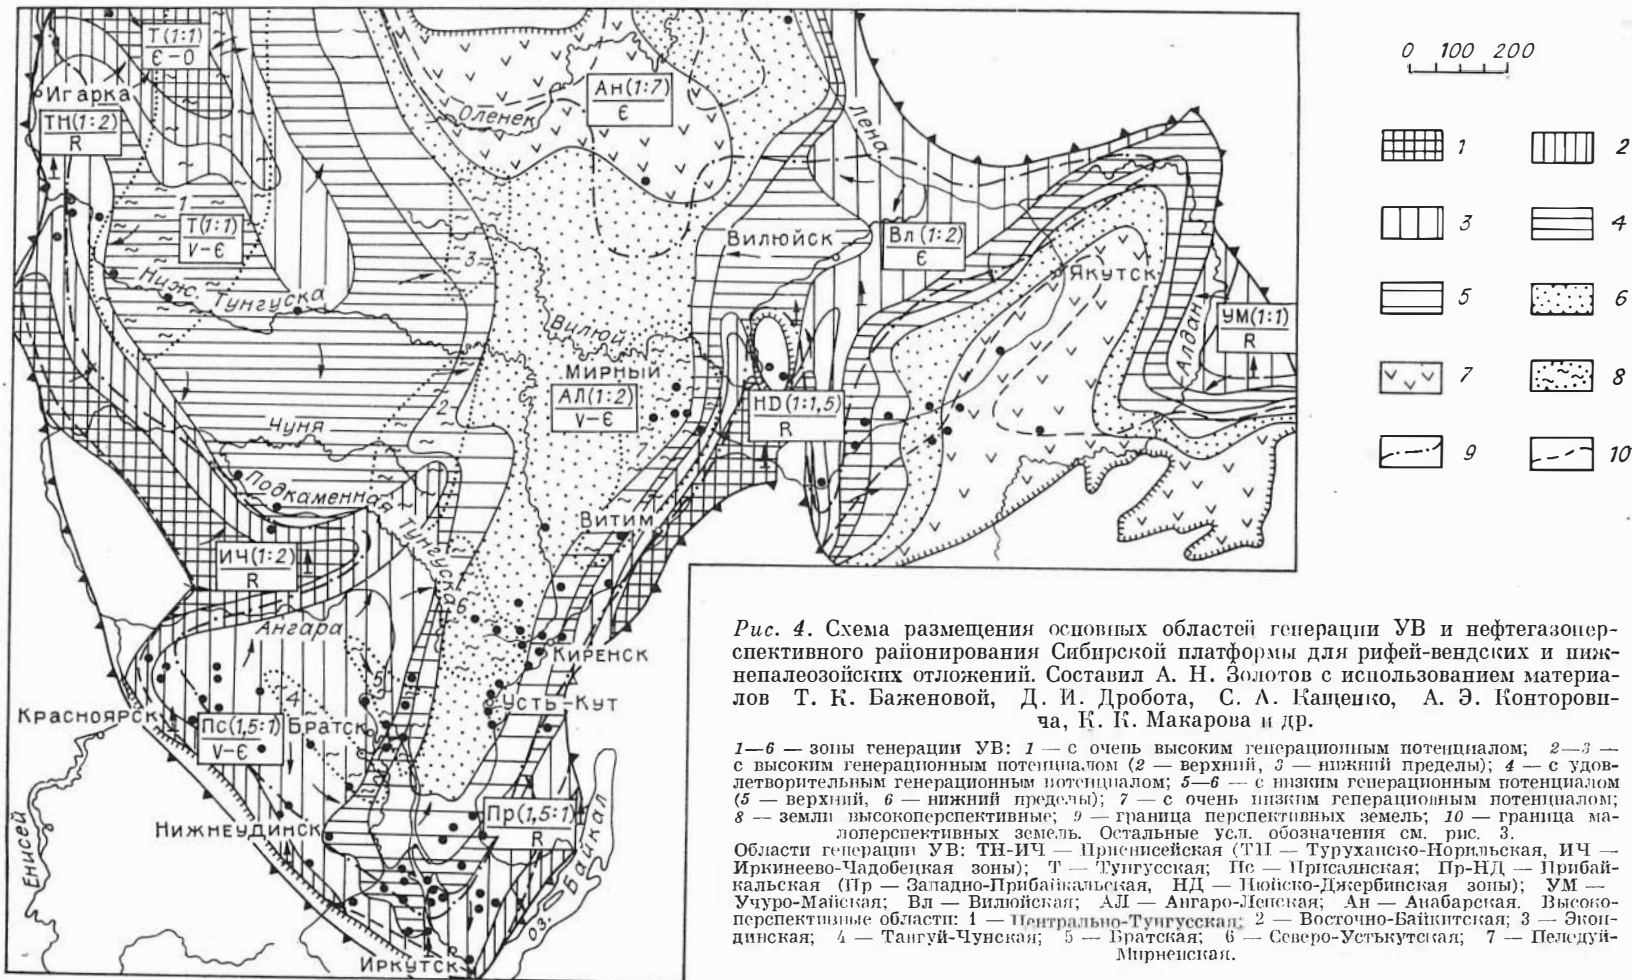 Т(1:1)
Є–О
Игарка
ТН(1:2)
R
1
Т(1:1)
V–Є
Ниж. Тунгуска
Оленек
Ан(1:7)
Є
Лена
3
Вилюй
Вилюйск
Вл(1:2)
Є
Якутск
Алдан
УМ(1:1)
R
Мирный
АЛ(1:2)
V–Є
НД(1:1,5)
R
2
Чуня
7
Подкаменная Тунгуска
Витим
ИЧ(1:2)
R
6
Ангара
Киренск
5
4
Усть-Кут
Красноярск
Пс(1,5:1)
V–Є
Братск
Пр(1,5:1)
R
Нижнеудинск
Енисей
Иркутск
оз. Байкал
0 100 200
1 2
3 4
5 6
7 8
9 10
Рис. 4. Схема размещения основных областей генерации УВ и нефтегазопер-
спективного районирования Сибирской платформы для рифей-вендских и ниж-
непалеозойских отложений. Составил А. Н. Золотов с использованием материа-
лов Т. К. Баженовой, Д. И. Дробота, С. А. Кащенко, А. Э. Конторови-
ча, К. К. Макарова и др.
1—6 — зоны генерации УВ: 1 — с очень высоким генерационным потенциалом; 2—3 —
с высоким генерационным потенциалом (2 — верхний, 3 — нижний пределы); 4 — с удов-
летворительным генерационным потенциалом; 5—6 — с низким генерационным потенциалом
(5 — верхний, 6 — нижний пределы); 7 — с очень низким генерационным потенциалом;
8 — земли высокоперспективные; 9 — граница перспективных земель; 10 — граница ма-
лоперспективных земель. Остальные усл. обозначения см. рис. 3.
Области генерации УВ: ТН-ИЧ — Приенисейская (ТН — Туруханско-Норильская, ИЧ —
Иркинеево-Чадобецкая зоны); Т — Тунгусская; Пс — Присаянская; Пр-НД — Прибай-
кальская (Пр — Западно-Прибайкальская, НД — Нюйско-Джербинская зоны); УМ —
Учуро-Майская; Вл — Вилюйская; АЛ — Ангаро-Ленская; Ан — Анабарская. Высоко-
перспективные области: 1 — Центрально-Тунгусская; 2 — Восточно-Байкитская; 3 — Экон-
динская; 4 — Тангуй-Чунская; 5 — Братская; 6 — Северо-Устькутская; 7 — Пеледуй-
Мирненская.